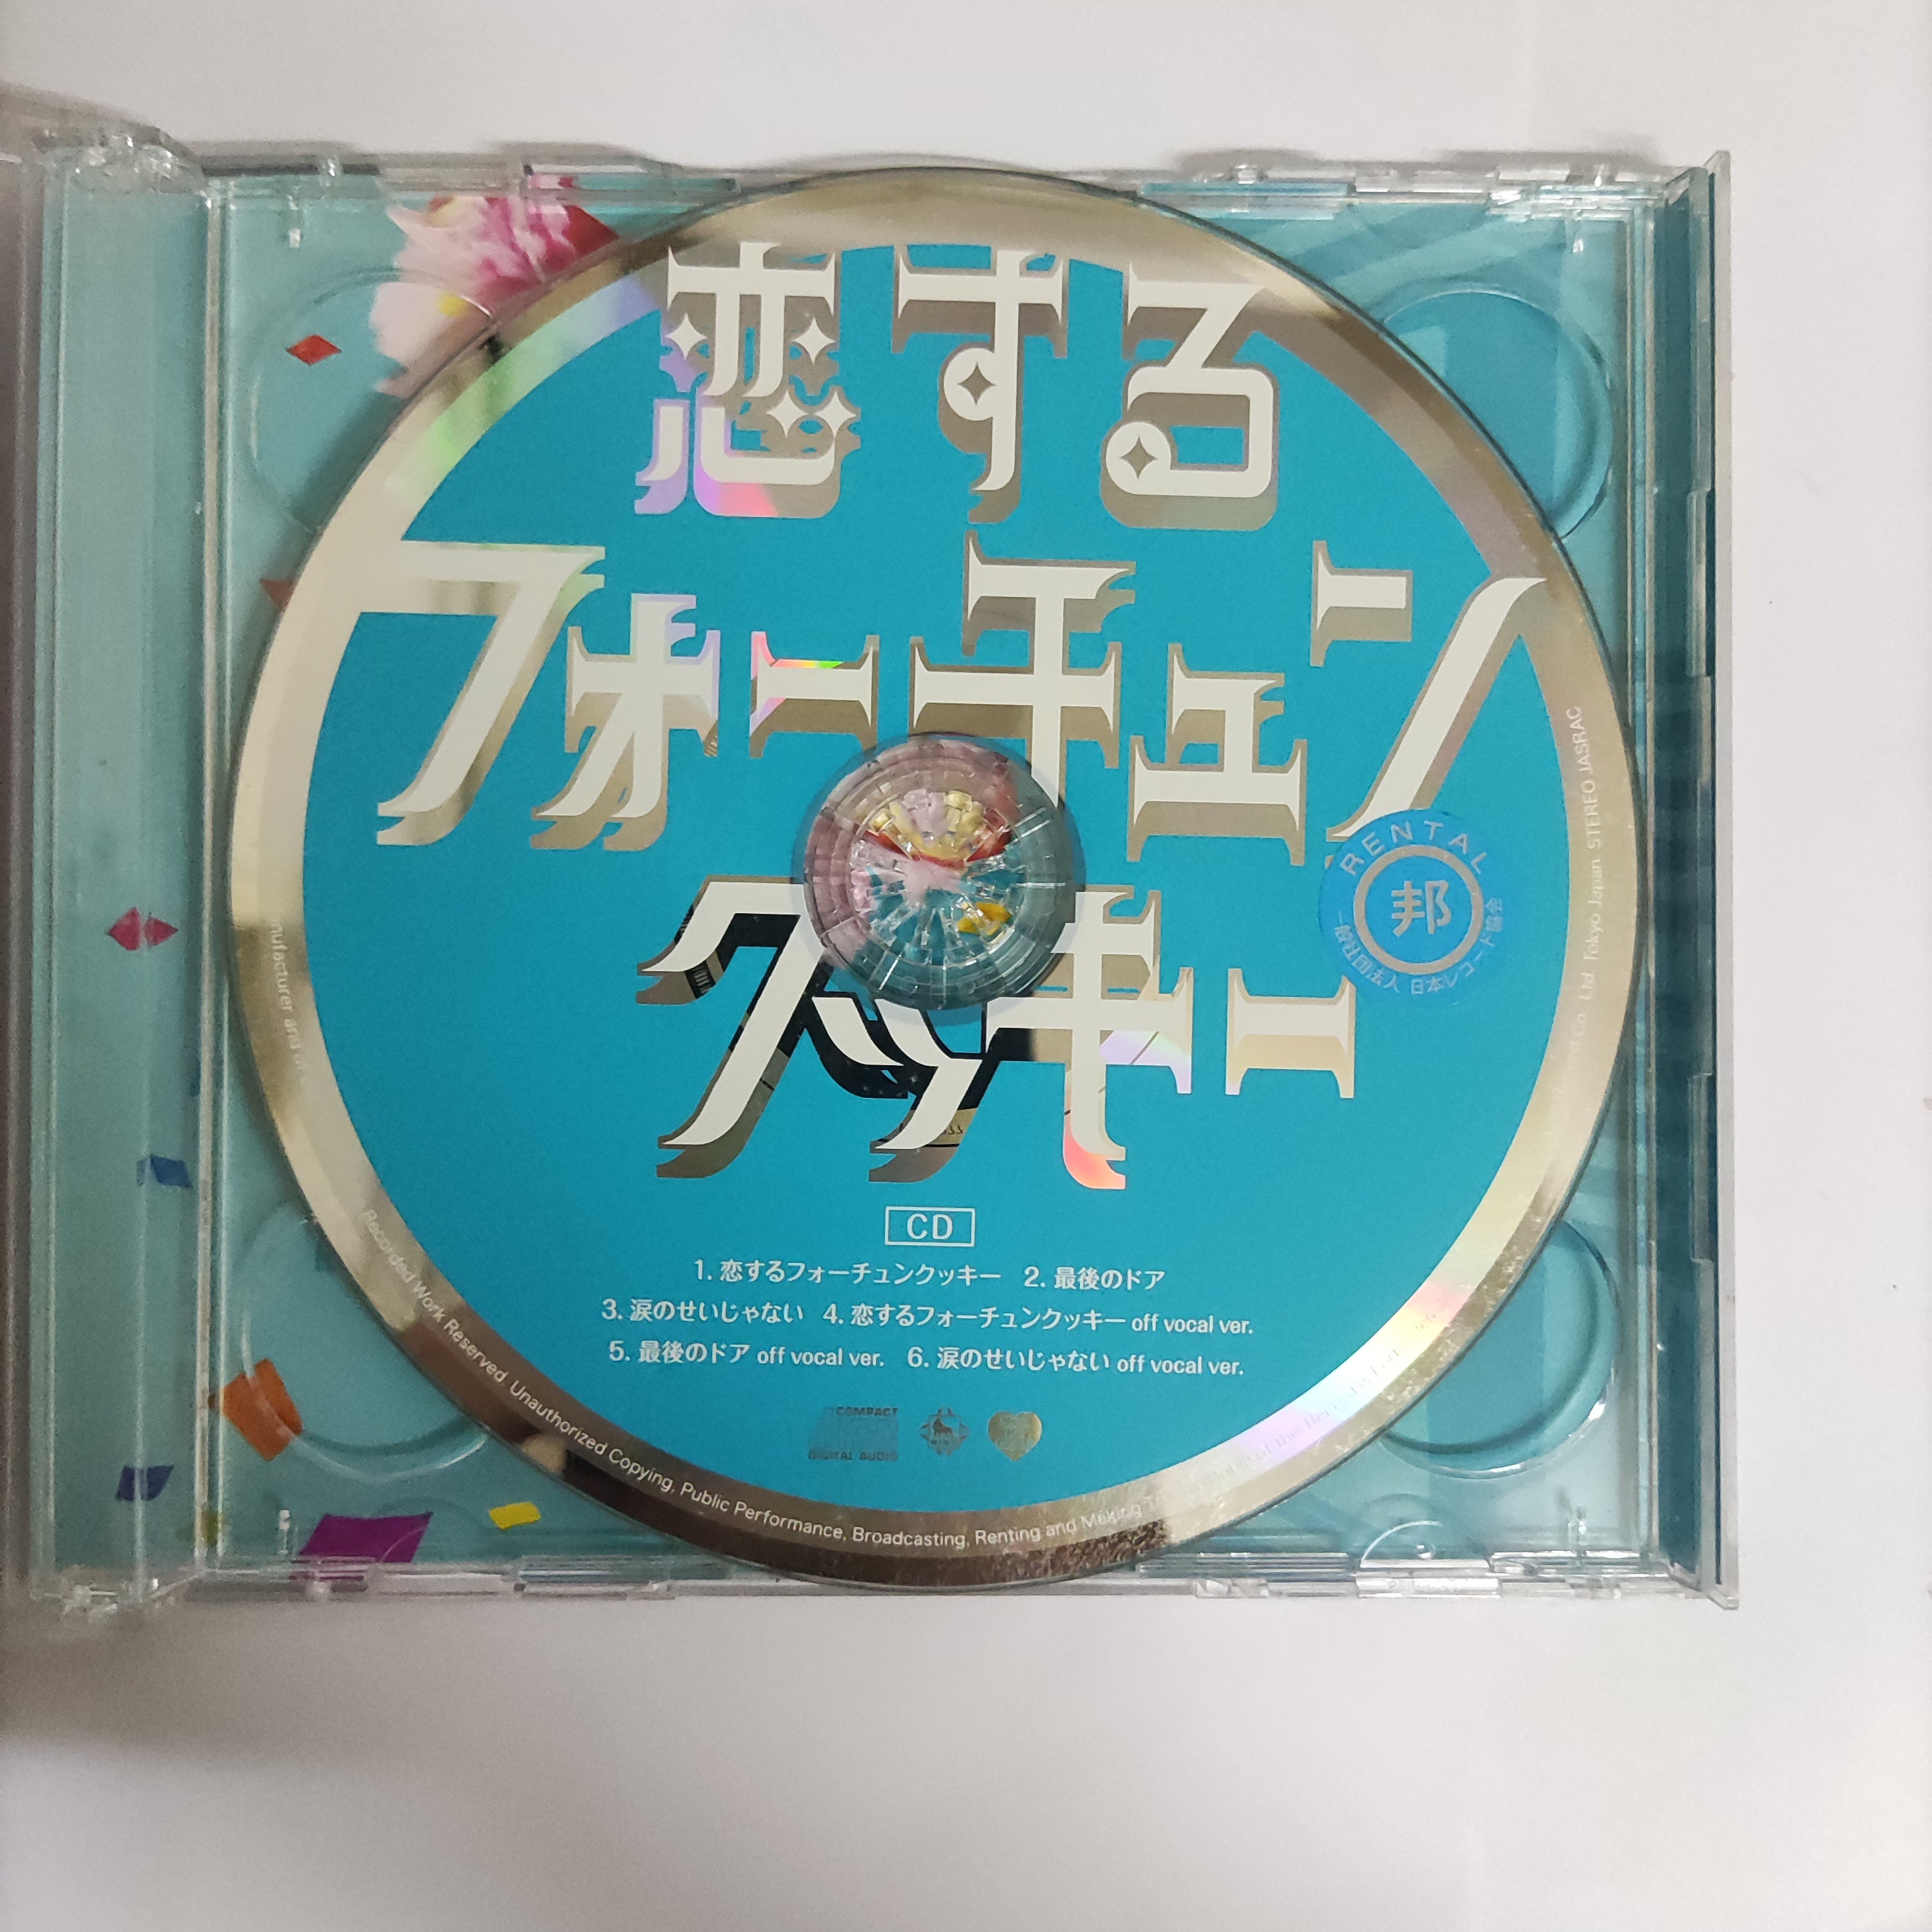 恋する
フォーチュン
クッキー
RENTAL
邦
一般社団法人 日本レコード協会
CD
1. 恋するフォーチュンクッキー 2. 最後のドア
3. 涙のせいじゃない 4. 恋するフォーチュンクッキー off vocal ver.
5. 最後のドア off vocal ver. 6. 涙のせいじゃない off vocal ver.
COMPACT
DIGITAL AUDIO
Recorded Work Reserved. Unauthorized Copying, Public Performance, Broadcasting, Renting and Making
of this Record
Co., Ltd. Tokyo Japan STEREO JASRAC